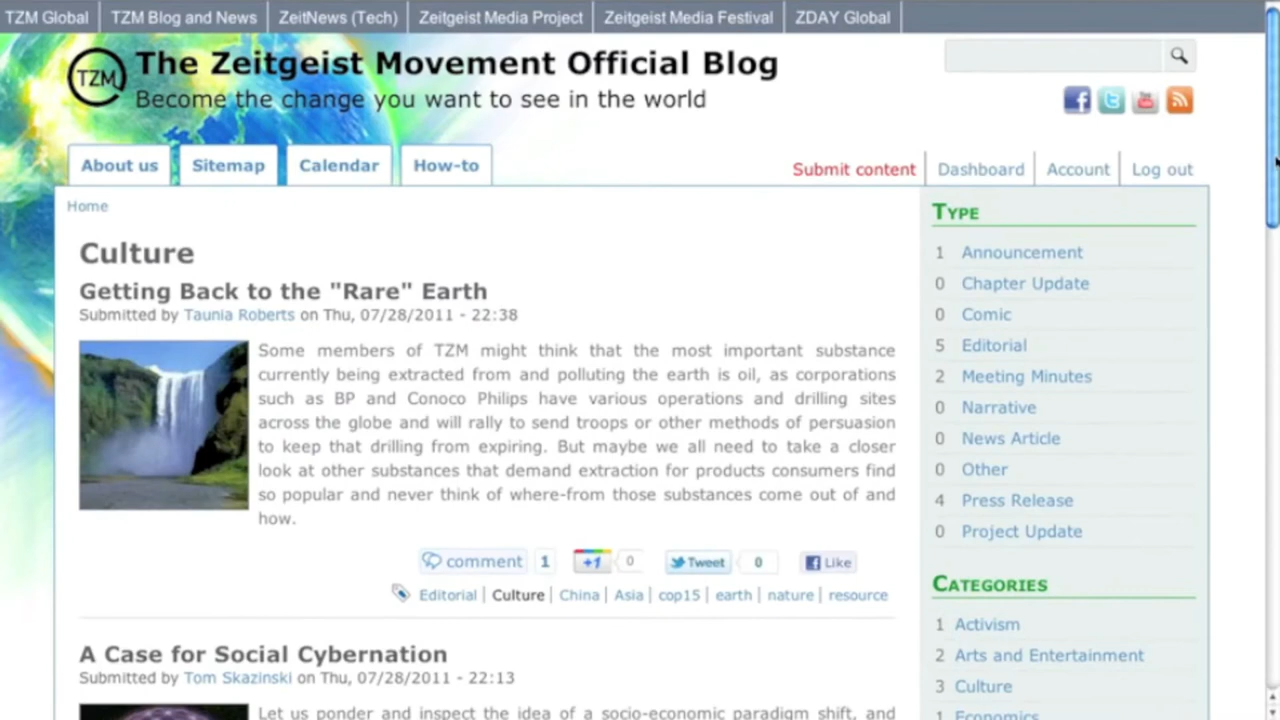 TZM Global
TZM Blog and News
ZeitNews (Tech)
Zeitgeist Media Project
Zeitgeist Media Festival
ZDAY Global
TZM
The Zeitgeist Movement Official Blog
Become the change you want to see in the world
About us
Sitemap
Calendar
How-to
Submit content
Dashboard
Account
Log out
Home
Culture
Getting Back to the "Rare" Earth
Submitted by Taunia Roberts on Thu, 07/28/2011 - 22:38
Some members of TZM might think that the most important substance
currently being extracted from and polluting the earth is oil, as corporations
such as BP and Conoco Philips have various operations and drilling sites
across the globe and will rally to send troops or other methods of persuasion
to keep that drilling from expiring. But maybe we all need to take a closer
look at other substances that demand extraction for products consumers find
so popular and never think of where-from those substances come out of and
how.
comment 1
+1 0
Tweet 0
Like
Editorial | Culture | China | Asia | cop15 | earth | nature | resource
A Case for Social Cybernation
Submitted by Tom Skazinski on Thu, 07/28/2011 - 22:13
Let us ponder and inspect the idea of a socio-economic paradigm shift, and
Type
1 Announcement
0 Chapter Update
0 Comic
5 Editorial
2 Meeting Minutes
0 Narrative
0 News Article
0 Other
4 Press Release
0 Project Update
Categories
1 Activism
2 Arts and Entertainment
3 Culture
1 Economics